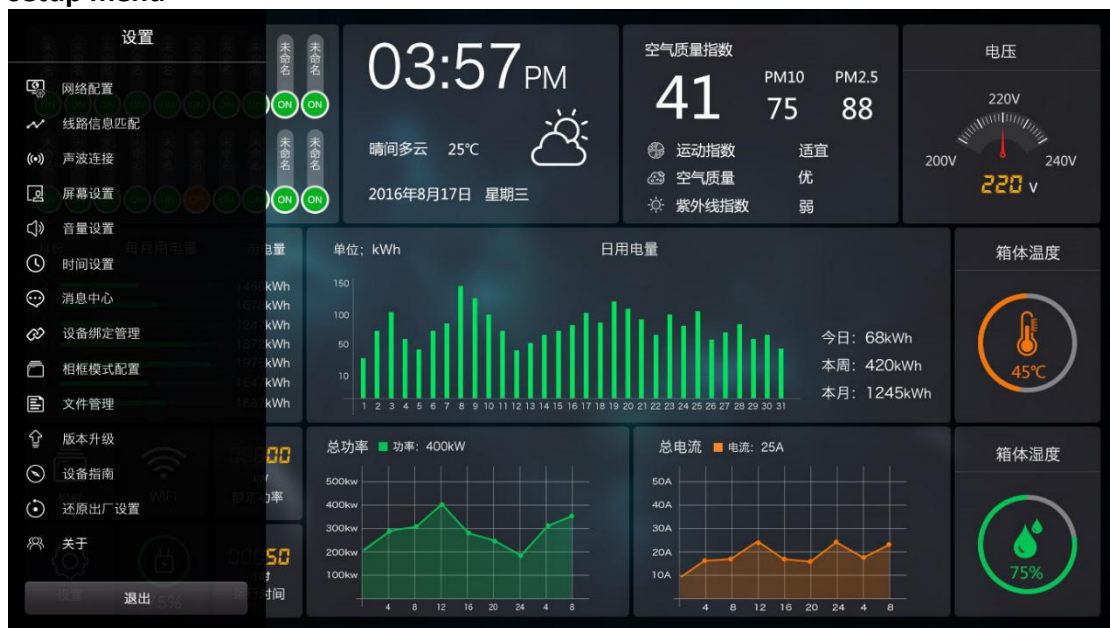 setup menu
设置
网络配置
线路信息匹配
声波连接
屏幕设置
音量设置
时间设置
消息中心
设备绑定管理
相框模式配置
文件管理
版本升级
设备指南
还原出厂设置
关于
退出
未命名
未命名
ON
ON
未命名
未命名
ON
ON
03:57PM
晴间多云 25℃
2016年8月17日 星期三
空气质量指数
41
PM10 PM2.5
75 88
运动指数 适宜
空气质量 优
紫外线指数 弱
电压
220V
200V 240V
220 V
每月用电量
kWh
kWh
kWh
kWh
kWh
kWh
kWh
单位: kWh
日用电量
150
100
50
10
1 2 3 4 5 6 7 8 9 10 11 12 13 14 15 16 17 18 19 20 21 22 23 24 25 26 27 28 29 30 31
今日: 68kWh
本周: 420kWh
本月: 1245kWh
箱体温度
45℃
WIFI
设置
75%
总功率 功率: 400kW
500kw
400kw
300kw
200kw
100kw
4 8 12 16 20 24 4 8
总电流 电流: 25A
50A
40A
30A
20A
10A
4 8 12 16 20 24 4 8
箱体湿度
75%